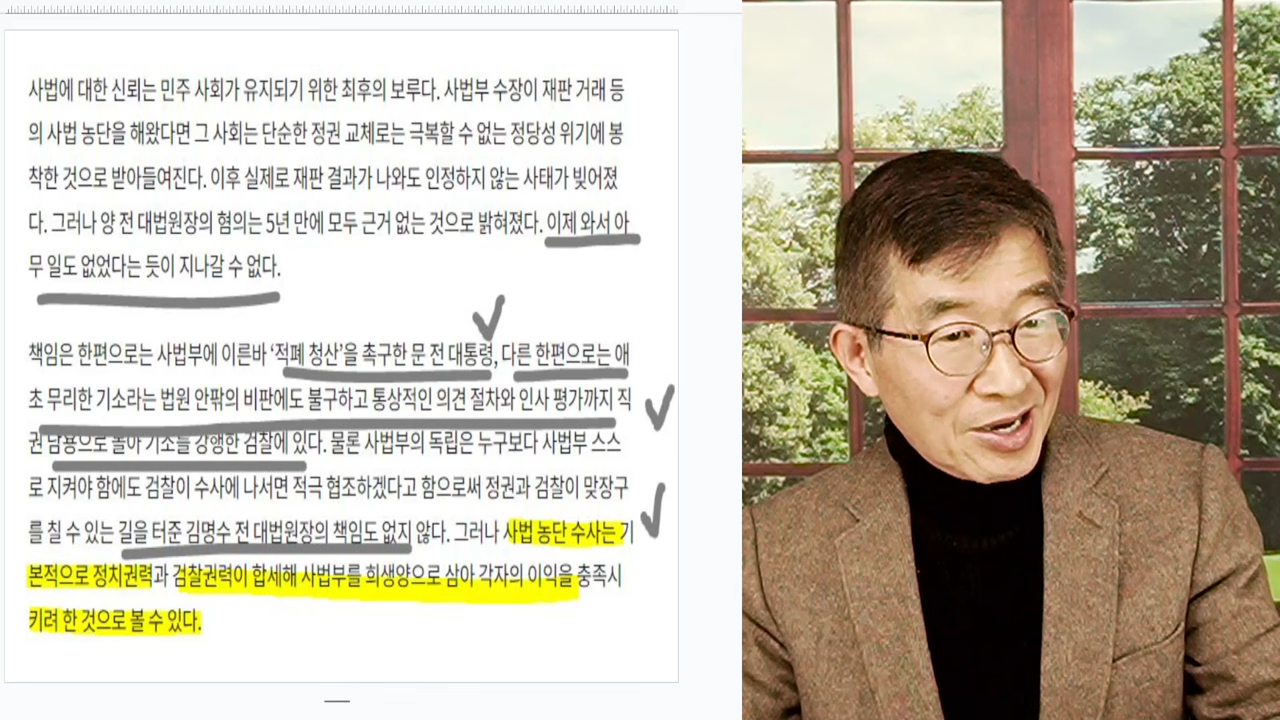 사법에 대한 신뢰는 민주 사회가 유지되기 위한 최후의 보루다. 사법부 수장이 재판 거래 등
의 사법 농단을 해왔다면 그 사회는 단순한 정권 교체로는 극복할 수 없는 정당성 위기에 봉
착한 것으로 받아들여진다. 이후 실제로 재판 결과가 나와도 인정하지 않는 사태가 빚어졌
다. 그러나 양 전 대법원장의 혐의는 5년 만에 모두 근거 없는 것으로 밝혀졌다. 이제 와서 아
무 일도 없었다는 듯이 지나갈 수 없다.
책임은 한편으로는 사법부에 이른바 ‘적폐 청산’을 촉구한 문 전 대통령, 다른 한편으로는 애
초 무리한 기소라는 법원 안팎의 비판에도 불구하고 통상적인 의견 절차와 인사 평가까지 직
권 남용으로 몰아 기소를 강행한 검찰에 있다. 물론 사법부의 독립은 누구보다 사법부 스스
로 지켜야 함에도 검찰이 수사에 나서면 적극 협조하겠다고 함으로써 정권과 검찰이 맞장구
를 칠 수 있는 길을 터준 김명수 전 대법원장의 책임도 없지 않다. 그러나 사법 농단 수사는 기
본적으로 정치권력과 검찰권력이 합세해 사법부를 희생양으로 삼아 각자의 이익을 충족시
키려 한 것으로 볼 수 있다.